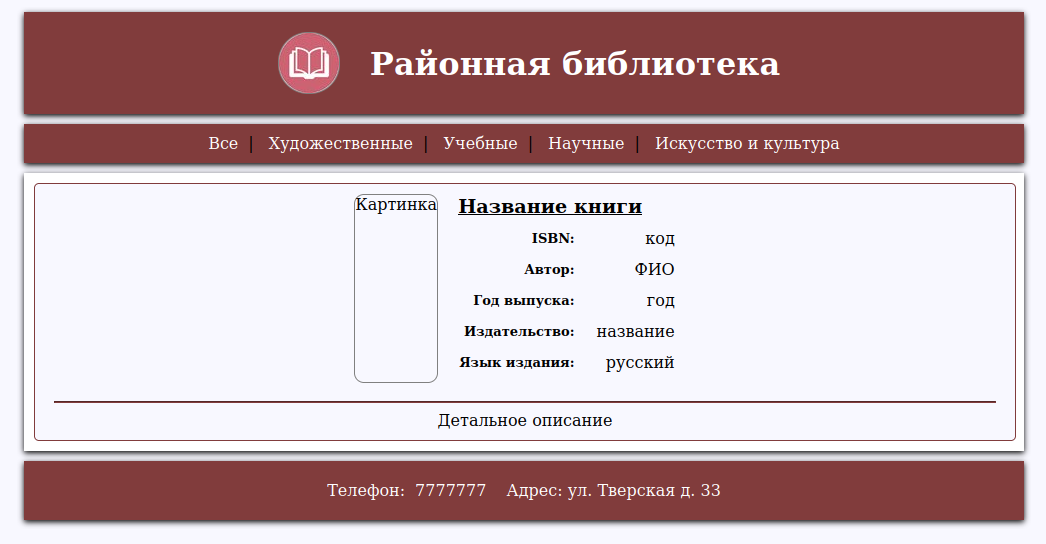 Районная библиотека
Все | Художественные | Учебные | Научные | Искусство и культура
Картинка
Название книги
ISBN: код
Автор: ФИО
Год выпуска: год
Издательство: название
Язык издания: русский
Детальное описание
Телефон: 7777777 Адрес: ул. Тверская д. 33